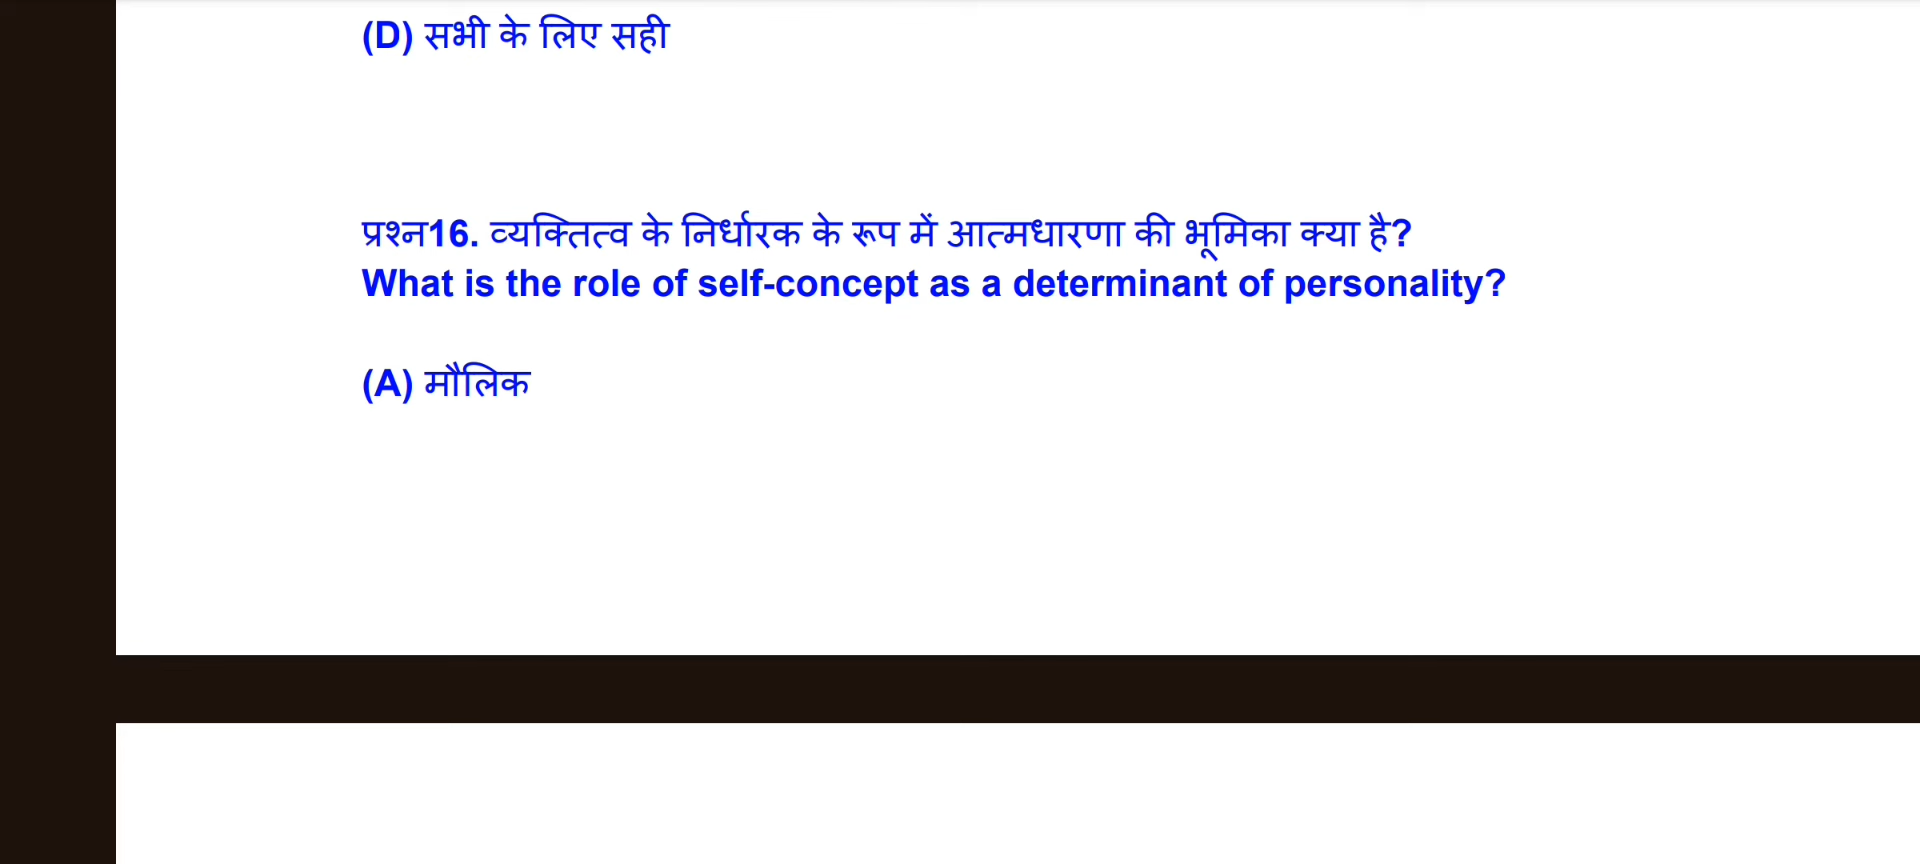 (D) सभी के लिए सही
प्रश्न16. व्यक्तित्व के निर्धारक के रूप में आत्मधारणा की भूमिका क्या है?
What is the role of self-concept as a determinant of personality?
(A) मौलिक